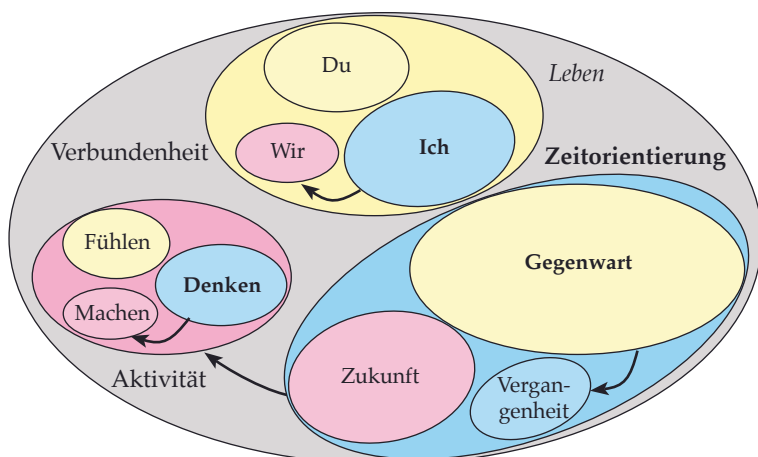 Du
Leben
Verbundenheit
Wir
Ich
Zeitorientierung
Fühlen
Denken
Gegenwart
Machen
Aktivität
Zukunft
Vergan-
genheit